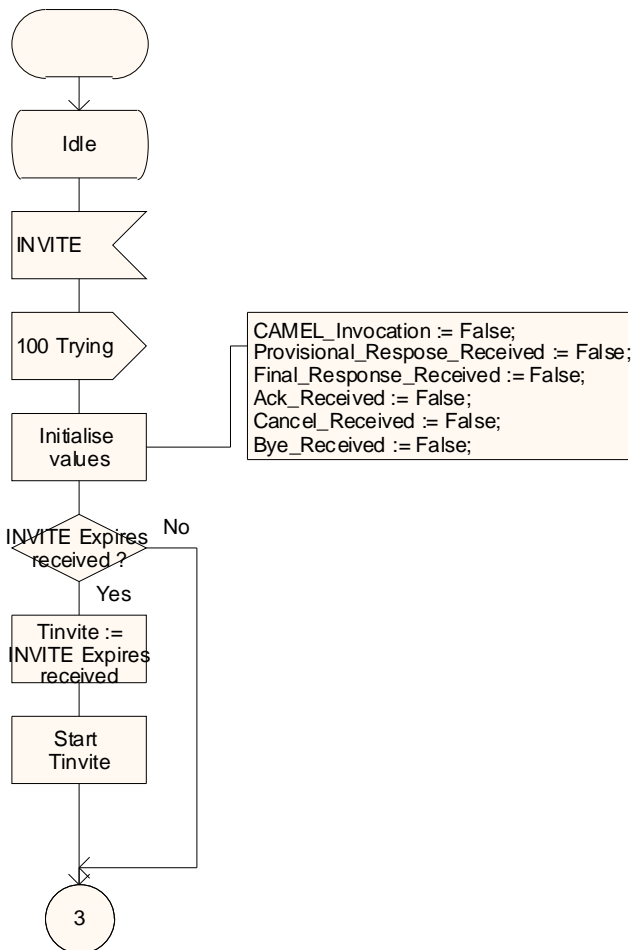 Idle
INVITE
100 Trying
CAMEL_Invocation := False;
Provisional_Respose_Received := False;
Final_Response_Received := False;
Ack_Received := False;
Cancel_Received := False;
Bye_Received := False;
Initialise
values
INVITE Expires
received ?
No
Yes
Tinvite :=
INVITE Expires
received
Start
Tinvite
3